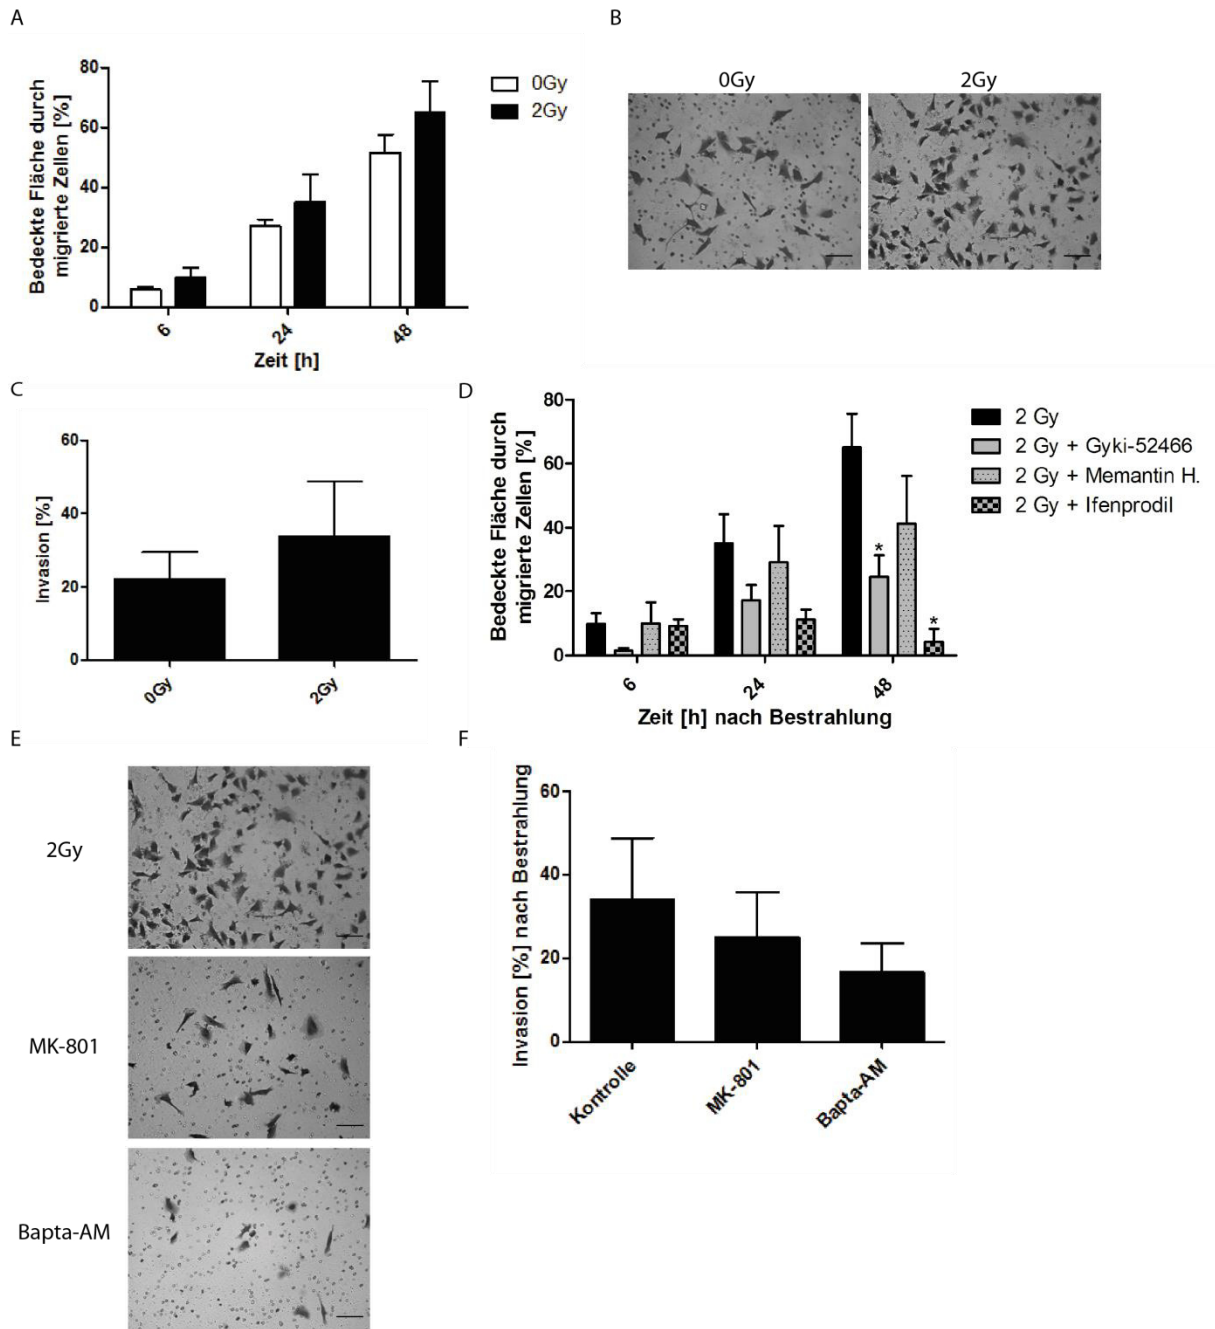 A
Bedeckte Fläche durch
migrierte Zellen [%]
80
60
40
20
0
6
24
48
Zeit [h]
0Gy
2Gy
B
0Gy
2Gy
C
Invasion [%]
60
40
20
0
0Gy
2Gy
D
Bedeckte Fläche durch
migrierte Zellen [%]
80
60
40
20
0
*
*
6
24
48
Zeit [h] nach Bestrahlung
2 Gy
2 Gy + Gyki-52466
2 Gy + Memantin H.
2 Gy + Ifenprodil
E
2Gy
MK-801
Bapta-AM
F
Invasion [%] nach Bestrahlung
60
40
20
0
Kontrolle
MK-801
Bapta-AM